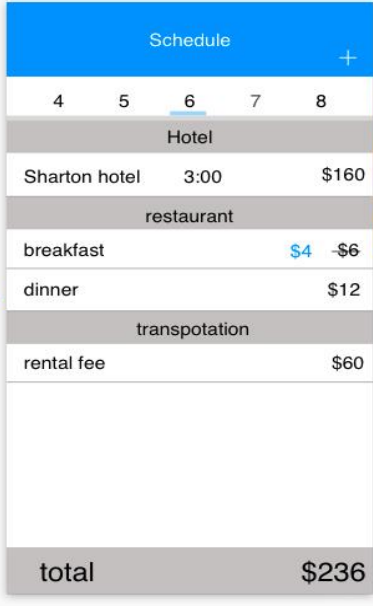 Schedule
+
4 5 6 7 8
Hotel
Sharton hotel 3:00 $160
restaurant
breakfast $4 $6
dinner $12
transpotation
rental fee $60
total $236